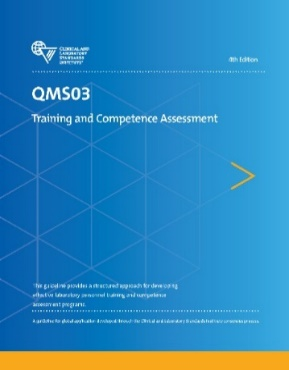 CLINICAL AND
LABORATORY
STANDARDS
INSTITUTE®
4th Edition
QMS03
Training and Competence Assessment
This guideline provides a structured approach for developing
effective laboratory personnel training and competence
assessment programs.
A guideline for global application developed through the Clinical and Laboratory Standards Institute consensus process.